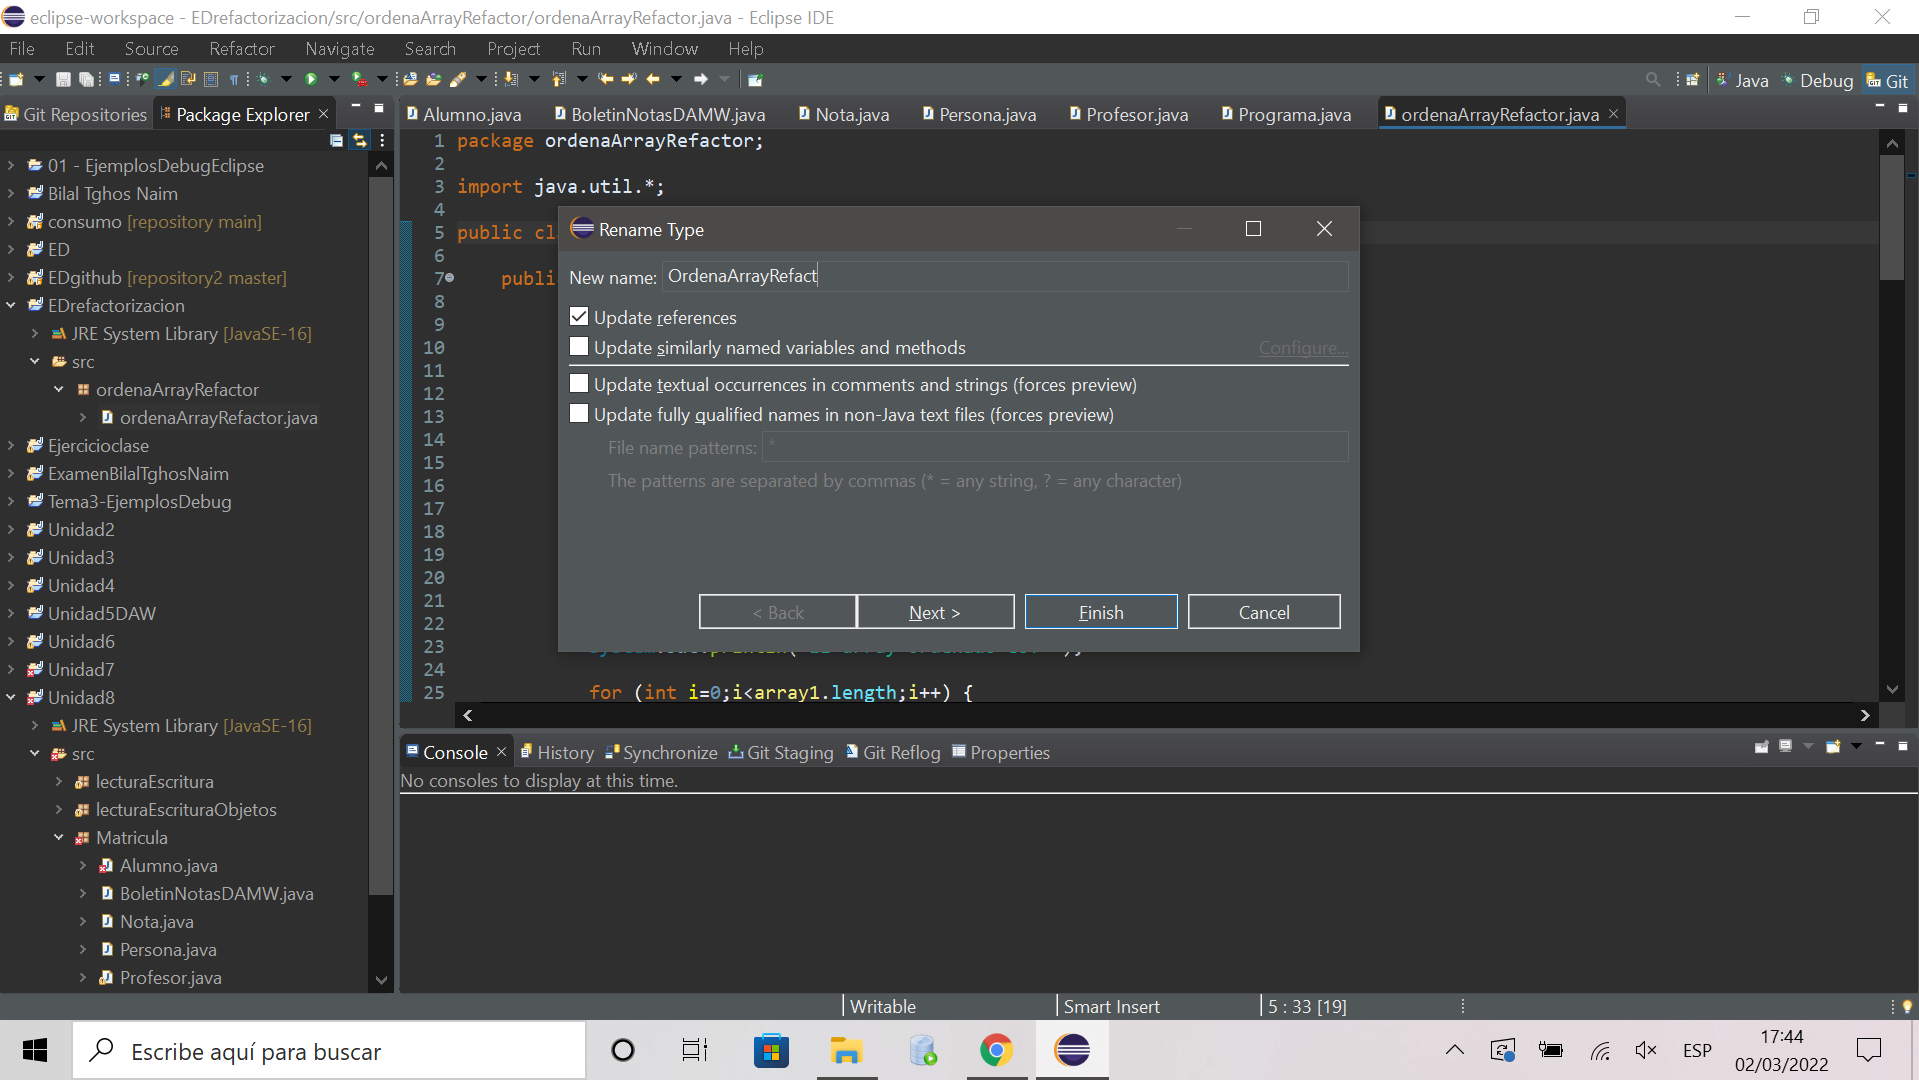 eclipse-workspace - EDrefactorizacion/src/ordenaArrayRefactor/ordenaArrayRefactor.java - Eclipse IDE
File Edit Source Refactor Navigate Search Project Run Window Help
Java Debug Git
Git Repositories Package Explorer
Alumno.java BoletinNotasDAMW.java Nota.java Persona.java Profesor.java Programa.java ordenaArrayRefactor.java
01 - EjemplosDebugEclipse
Bilal Tghos Naim
consumo [repository main]
ED
EDgithub [repository2 master]
EDrefactorizacion
JRE System Library [JavaSE-16]
src
ordenaArrayRefactor
ordenaArrayRefactor.java
Ejercicioclase
ExamenBilalTghosNaim
Tema3-EjemplosDebug
Unidad2
Unidad3
Unidad4
Unidad5DAW
Unidad6
Unidad7
Unidad8
JRE System Library [JavaSE-16]
src
lecturaEscritura
lecturaEscrituraObjetos
Matricula
Alumno.java
BoletinNotasDAMW.java
Nota.java
Persona.java
Profesor.java
1 package ordenaArrayRefactor;
2
3 import java.util.*;
4
5 public cl
6
7 publi
8
9
10
11
12
13
14
15
16
17
18
19
20
21
22
23
24
25 for (int i=0;i<array1.length;i++) {
Rename Type
New name: OrdenaArrayRefact
Update references
Update similarly named variables and methods Configure...
Update textual occurrences in comments and strings (forces preview)
Update fully qualified names in non-Java text files (forces preview)
File name patterns: *
The patterns are separated by commas (* = any string, ? = any character)
< Back Next > Finish Cancel
Console History Synchronize Git Staging Git Reflog Properties
No consoles to display at this time.
Writable Smart Insert 5 : 33 [19]
Escribe aquí para buscar
ESP
17:44
02/03/2022